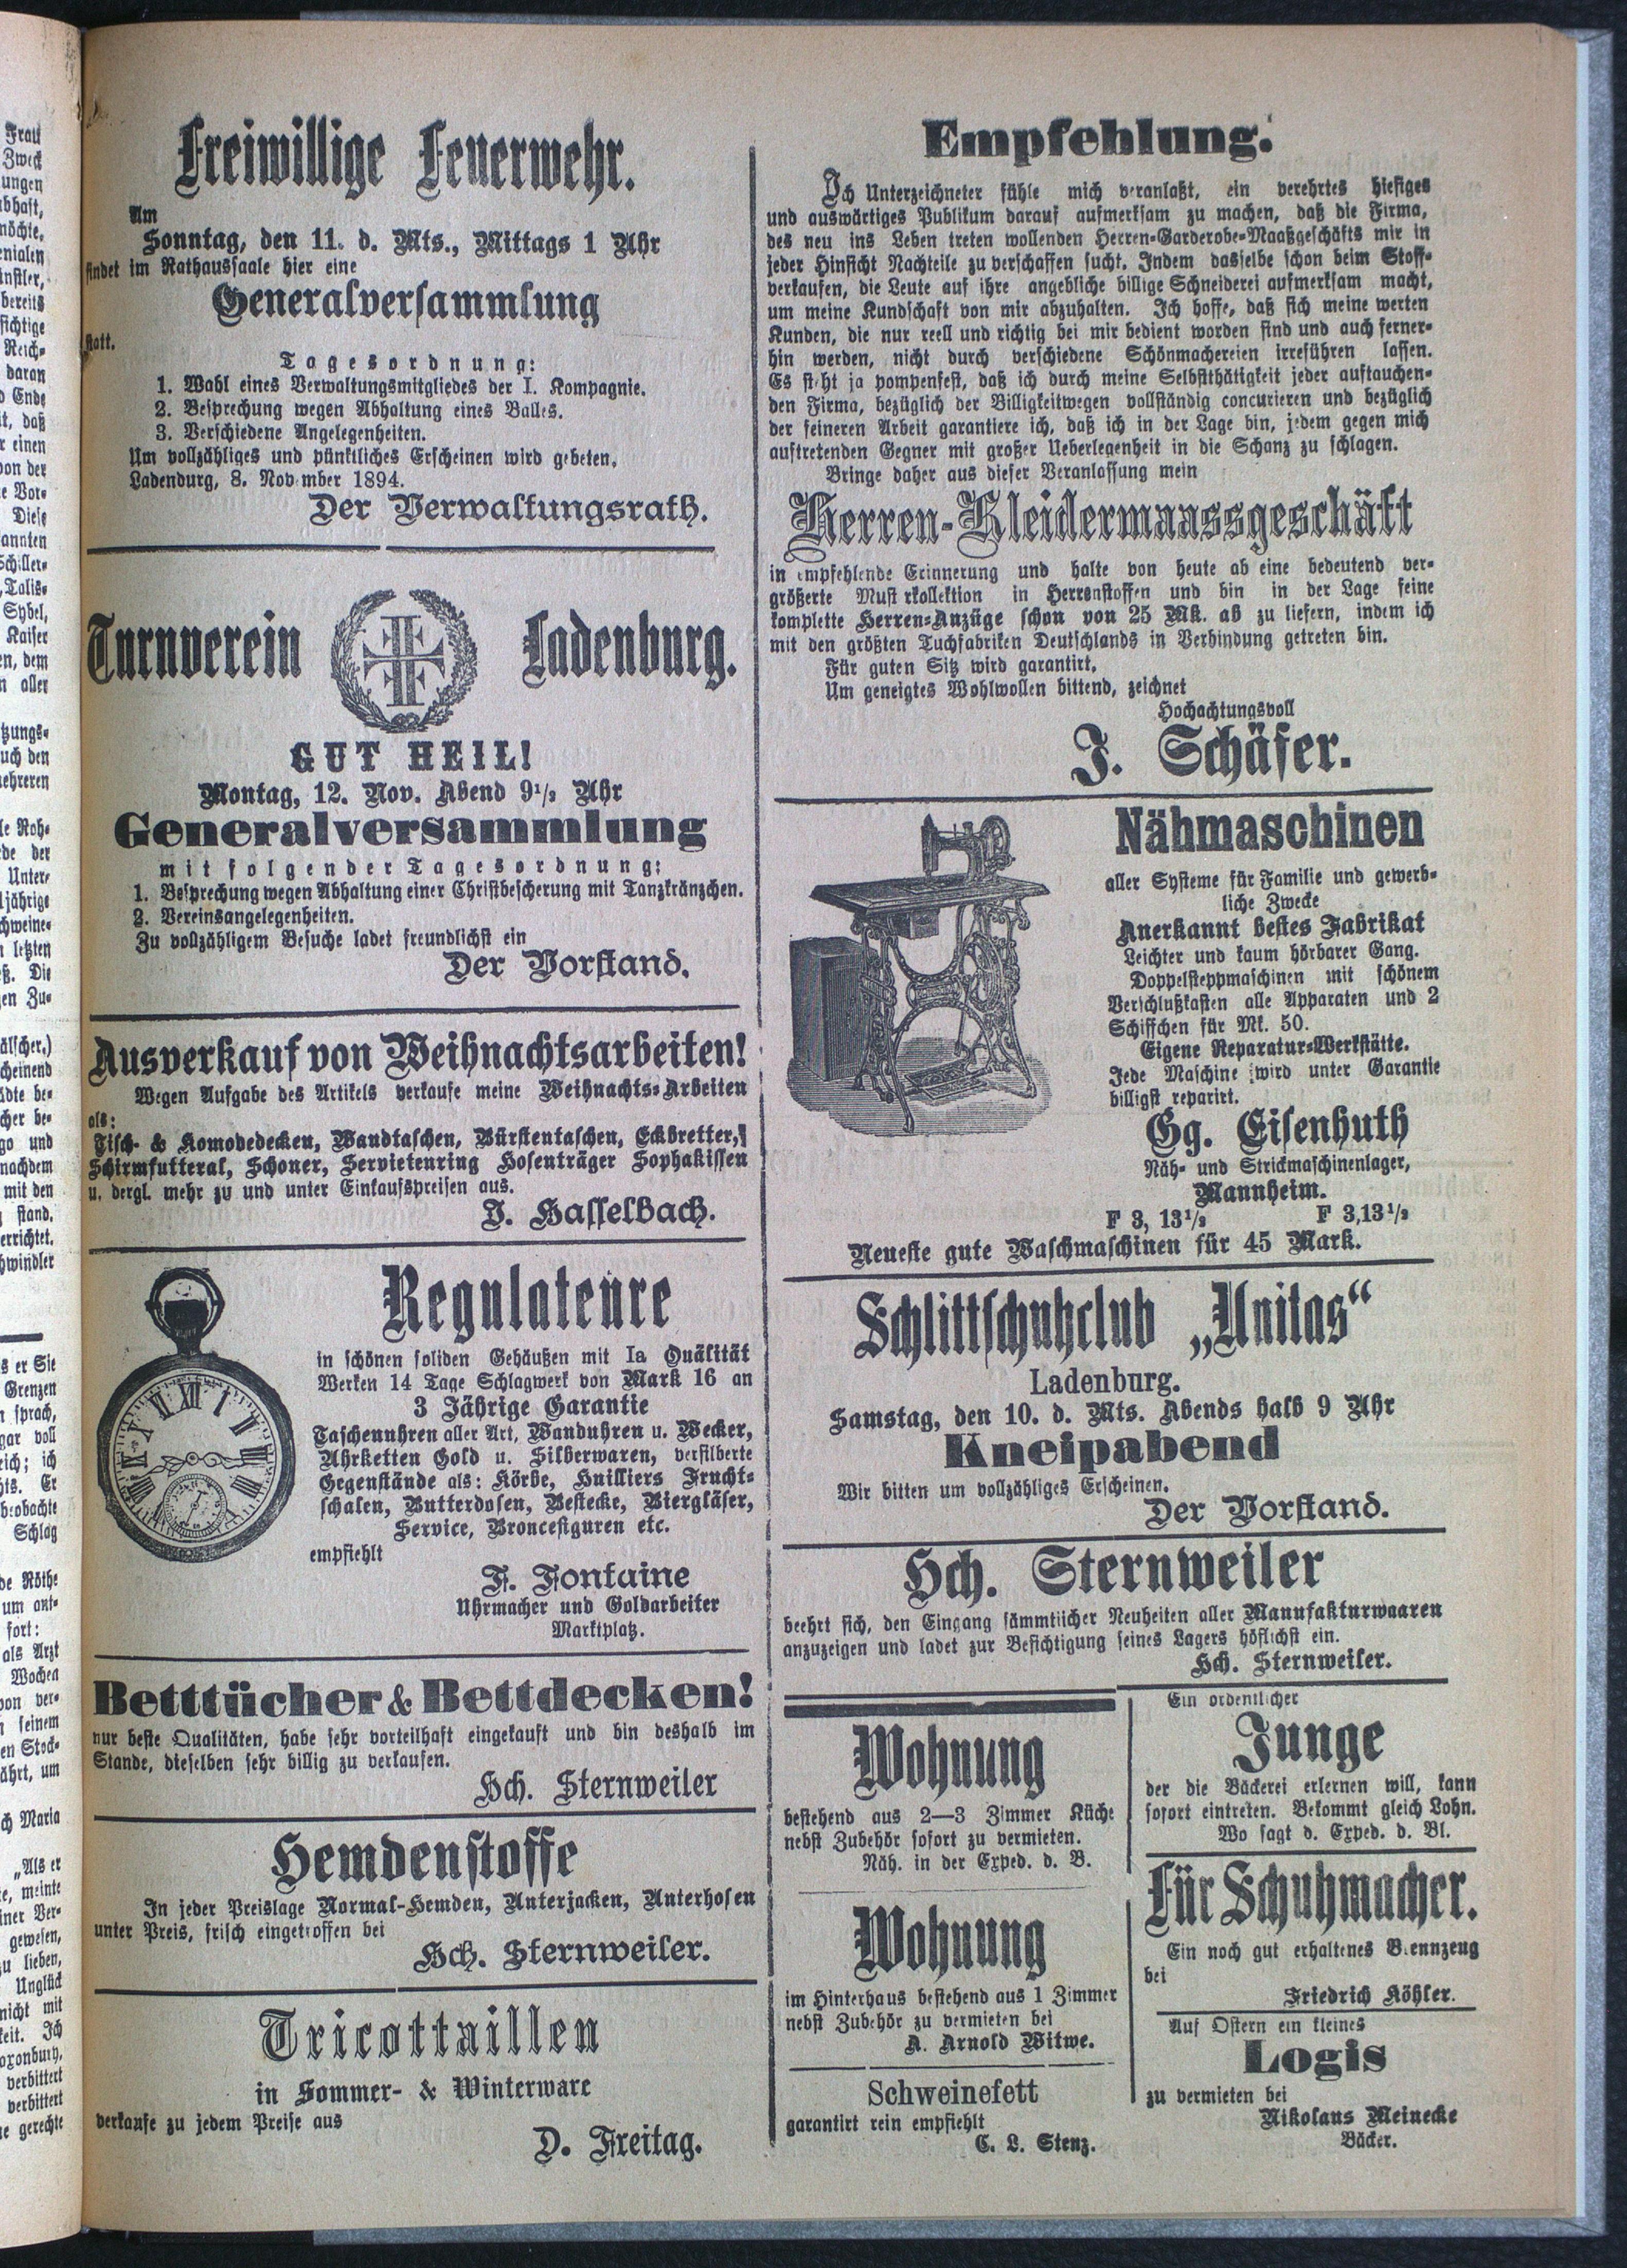 Freiwillige Feuerwehr.
Am
Sonntag, den 11. d. Mts., Mittags 1 Uhr
findet im Rathaussaale hier eine
Generalversammlung
statt.
Tagesordnung:
1. Wahl eines Verwaltungsmitgliedes der I. Kompagnie.
2. Besprechung wegen Abhaltung eines Balles.
3. Verschiedene Angelegenheiten.
Um vollzähliges und pünktliches Erscheinen wird gebeten.
Ladenburg, 8. November 1894.
Der Verwaltungsrath.
Turnverein Ladenburg.
GUT HEIL!
Montag, 12. Nov. Abend 9½ Uhr
Generalversammlung
mit folgender Tagesordnung:
1. Besprechung wegen Abhaltung einer Christbescherung mit Tanzkränzchen.
2. Vereinsangelegenheiten.
Zu vollzähligem Besuche ladet freundlichst ein
Der Vorstand.
Ausverkauf von Weihnachtsarbeiten!
Wegen Aufgabe des Artikels verkaufe meine Weihnachts-Arbeiten
als:
Tisch- & Komodedecken, Wandtaschen, Bürstentaschen, Eckbretter,
Schirmfutteral, Schoner, Servietenring Hosenträger Sophakissen
u. dergl. mehr zu und unter Einkaufspreisen aus.
J. Hasselbach.
Regulateure
in schönen soliden Gehäußen mit Ia Quälität
Werken 14 Tage Schlagwerk von Mark 16 an
3 Jährige Garantie
Taschenuhren aller Art, Wanduhren u. Wecker,
Uhrketten Gold u. Silberwaren, versilberte
Gegenstände als: Körbe, Huilliers Frucht-
schalen, Butterdosen, Bestecke, Biergläser,
Service, Broncefiguren etc.
empfiehlt
F. Fontaine
Uhrmacher und Goldarbeiter
Marktplatz.
Betttücher & Bettdecken!
nur beste Qualitäten, habe sehr vorteilhaft eingekauft und bin deshalb im
Stande, dieselben sehr billig zu verkaufen.
Hch. Sternweiler
Hemdenstoffe
In jeder Preislage Normal-Hemden, Unterjacken, Unterhosen
unter Preis, frisch eingetroffen bei
Hch. Sternweiler.
Tricottaillen
in Sommer- & Winterware
verkaufe zu jedem Preise aus
D. Freitag.
Empfehlung.
Ich Unterzeichneter fühle mich veranlaßt, ein verehrtes hiesiges
und auswärtiges Publikum darauf aufmerksam zu machen, daß die Firma,
des neu ins Leben treten wollenden Herren-Garderobe-Maaßgeschäfts mir in
jeder Hinsicht Nachteile zu verschaffen sucht. Indem dasselbe schon beim Stoff-
verkaufen, die Leute auf ihre angebliche billige Schneiderei aufmerksam macht,
um meine Kundschaft von mir abzuhalten. Ich hoffe, daß sich meine werten
Kunden, die nur reell und richtig bei mir bedient worden sind und auch ferner-
hin werden, nicht durch verschiedene Schönmachereien irreführen lassen.
Es steht ja pompenfest, daß ich durch meine Selbstthätigkeit jeder auftauchen-
den Firma, bezüglich der Billigkeitwegen vollständig concurieren und bezüglich
der feineren Arbeit garantiere ich, daß ich in der Lage bin, jedem gegen mich
auftretenden Gegner mit großer Ueberlegenheit in die Schanz zu schlagen.
Bringe daher aus dieser Veranlassung mein
Herren-Kleidermaassgeschäft
in empfehlende Erinnerung und halte von heute ab eine bedeutend ver-
größerte Musterkollektion in Herrenstoffen und bin in der Lage feine
komplette Herren-Anzüge schon von 25 Mk. ab zu liefern, indem ich
mit den größten Tuchfabriken Deutschlands in Verbindung getreten bin.
Für guten Sitz wird garantirt.
Um geneigtes Wohlwollen bittend, zeichnet
Hochachtungsvoll
J. Schäfer.
Nähmaschinen
aller Systeme für Familie und gewerb-
liche Zwecke
Anerkannt bestes Fabrikat
Leichter und kaum hörbarer Gang.
Doppelsteppmaschinen mit schönem
Verschlußkasten alle Apparaten und 2
Schiffchen für Mk. 50.
Eigene Reparatur-Werkstätte.
Jede Maschine wird unter Garantie
billigst reparirt.
Gg. Eisenhuth
Näh- und Strickmaschinenlager,
Mannheim.
F 3, 13½ F 3,13½
Neueste gute Waschmaschinen für 45 Mark.
Schlittschuhclub „Unitas“
Ladenburg.
Samstag, den 10. d. Mts. Abends halb 9 Uhr
Kneipabend
Wir bitten um vollzähliges Erscheinen.
Der Vorstand.
Hch. Sternweiler
beehrt sich, den Eingang sämmtlicher Neuheiten aller Manufakturwaaren
anzuzeigen und ladet zur Besichtigung seines Lagers höflichst ein.
Hch. Sternweiler.
Wohnung
bestehend aus 2—3 Zimmer Küche
nebst Zubehör sofort zu vermieten.
Näh. in der Exped. d. B.
Wohnung
im Hinterhaus bestehend aus 1 Zimmer
nebst Zubehör zu vermieten bei
A. Arnold Witwe.
Schweinefett
garantirt rein empfiehlt
C. L. Stenz.
Ein ordentlicher
Junge
der die Bäckerei erlernen will, kann
sofort eintreten. Bekommt gleich Lohn.
Wo sagt d. Exped. d. Bl.
Für Schuhmacher.
Ein noch gut erhaltenes Brennzeug
bei
Friedrich Köhler.
Auf Ostern ein kleines
Logis
zu vermieten bei
Nikolaus Meinecke
Bäcker.